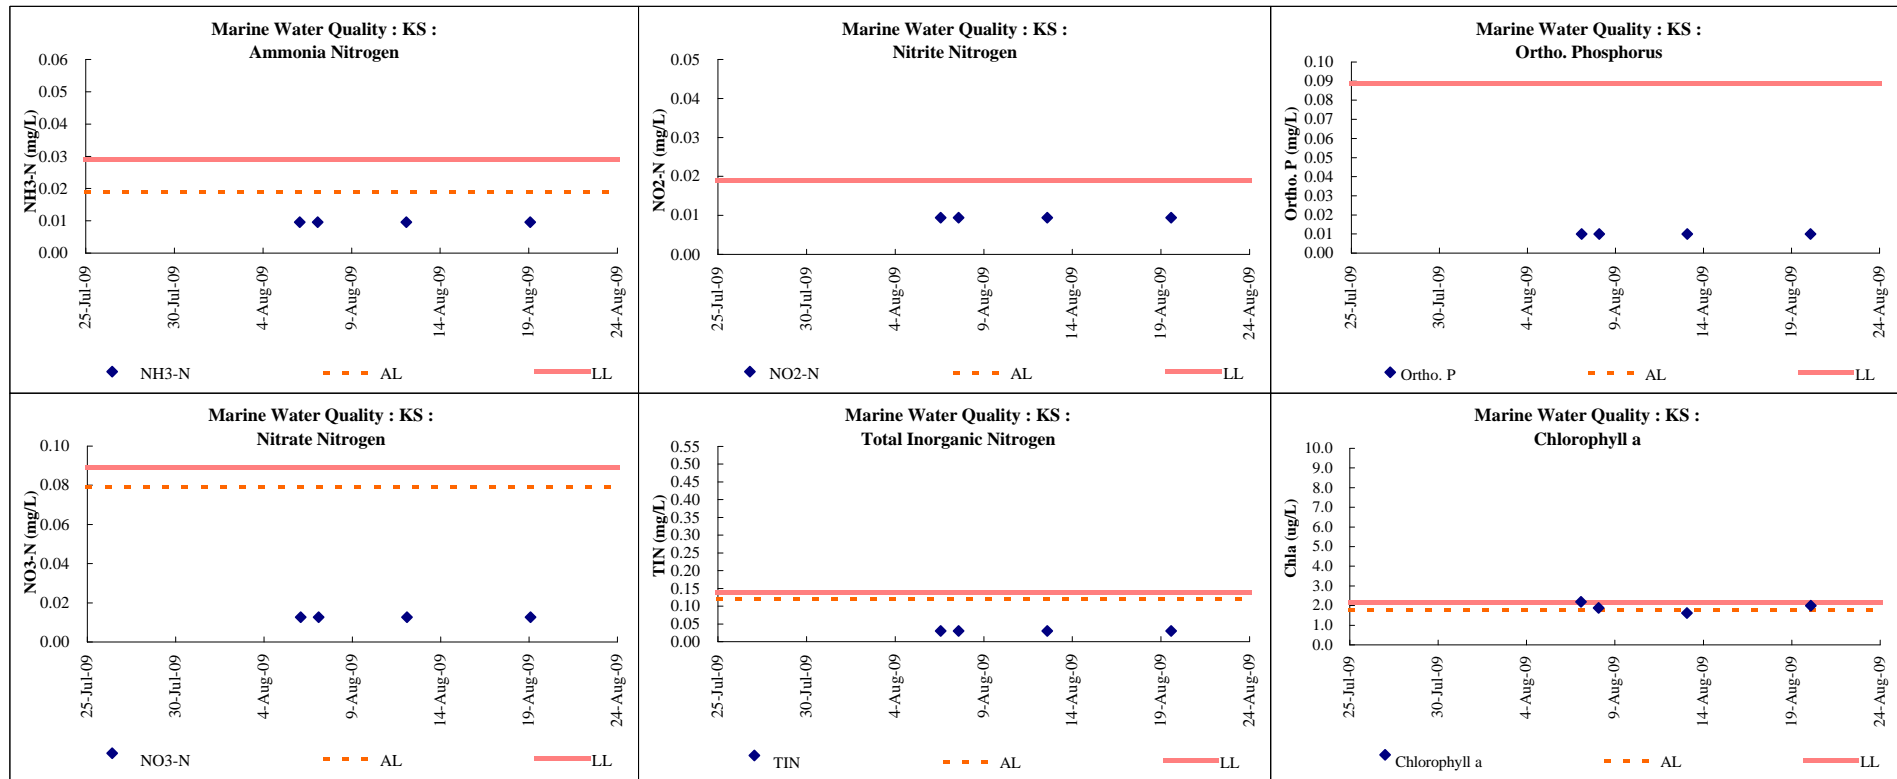 Marine Water Quality : KS :
Ammonia Nitrogen
NH3-N (mg/L)
0.06
0.05
0.04
0.03
0.02
0.01
0.00
25-Jul-09
30-Jul-09
4-Aug-09
9-Aug-09
14-Aug-09
19-Aug-09
24-Aug-09
NH3-N
AL
LL
Marine Water Quality : KS :
Nitrite Nitrogen
NO2-N (mg/L)
0.05
0.04
0.03
0.02
0.01
0.00
25-Jul-09
30-Jul-09
4-Aug-09
9-Aug-09
14-Aug-09
19-Aug-09
24-Aug-09
NO2-N
AL
LL
Marine Water Quality : KS :
Ortho. Phosphorus
Ortho. P (mg/L)
0.10
0.09
0.08
0.07
0.06
0.05
0.04
0.03
0.02
0.01
0.00
25-Jul-09
30-Jul-09
4-Aug-09
9-Aug-09
14-Aug-09
19-Aug-09
24-Aug-09
Ortho. P
AL
LL
Marine Water Quality : KS :
Nitrate Nitrogen
NO3-N (mg/L)
0.10
0.08
0.06
0.04
0.02
0.00
25-Jul-09
30-Jul-09
4-Aug-09
9-Aug-09
14-Aug-09
19-Aug-09
24-Aug-09
NO3-N
AL
LL
Marine Water Quality : KS :
Total Inorganic Nitrogen
TIN (mg/L)
0.55
0.50
0.45
0.40
0.35
0.30
0.25
0.20
0.15
0.10
0.05
0.00
25-Jul-09
30-Jul-09
4-Aug-09
9-Aug-09
14-Aug-09
19-Aug-09
24-Aug-09
TIN
AL
LL
Marine Water Quality : KS :
Chlorophyll a
Chla (ug/L)
10.0
9.0
8.0
7.0
6.0
5.0
4.0
3.0
2.0
1.0
0.0
25-Jul-09
30-Jul-09
4-Aug-09
9-Aug-09
14-Aug-09
19-Aug-09
24-Aug-09
Chlorophyll a
AL
LL